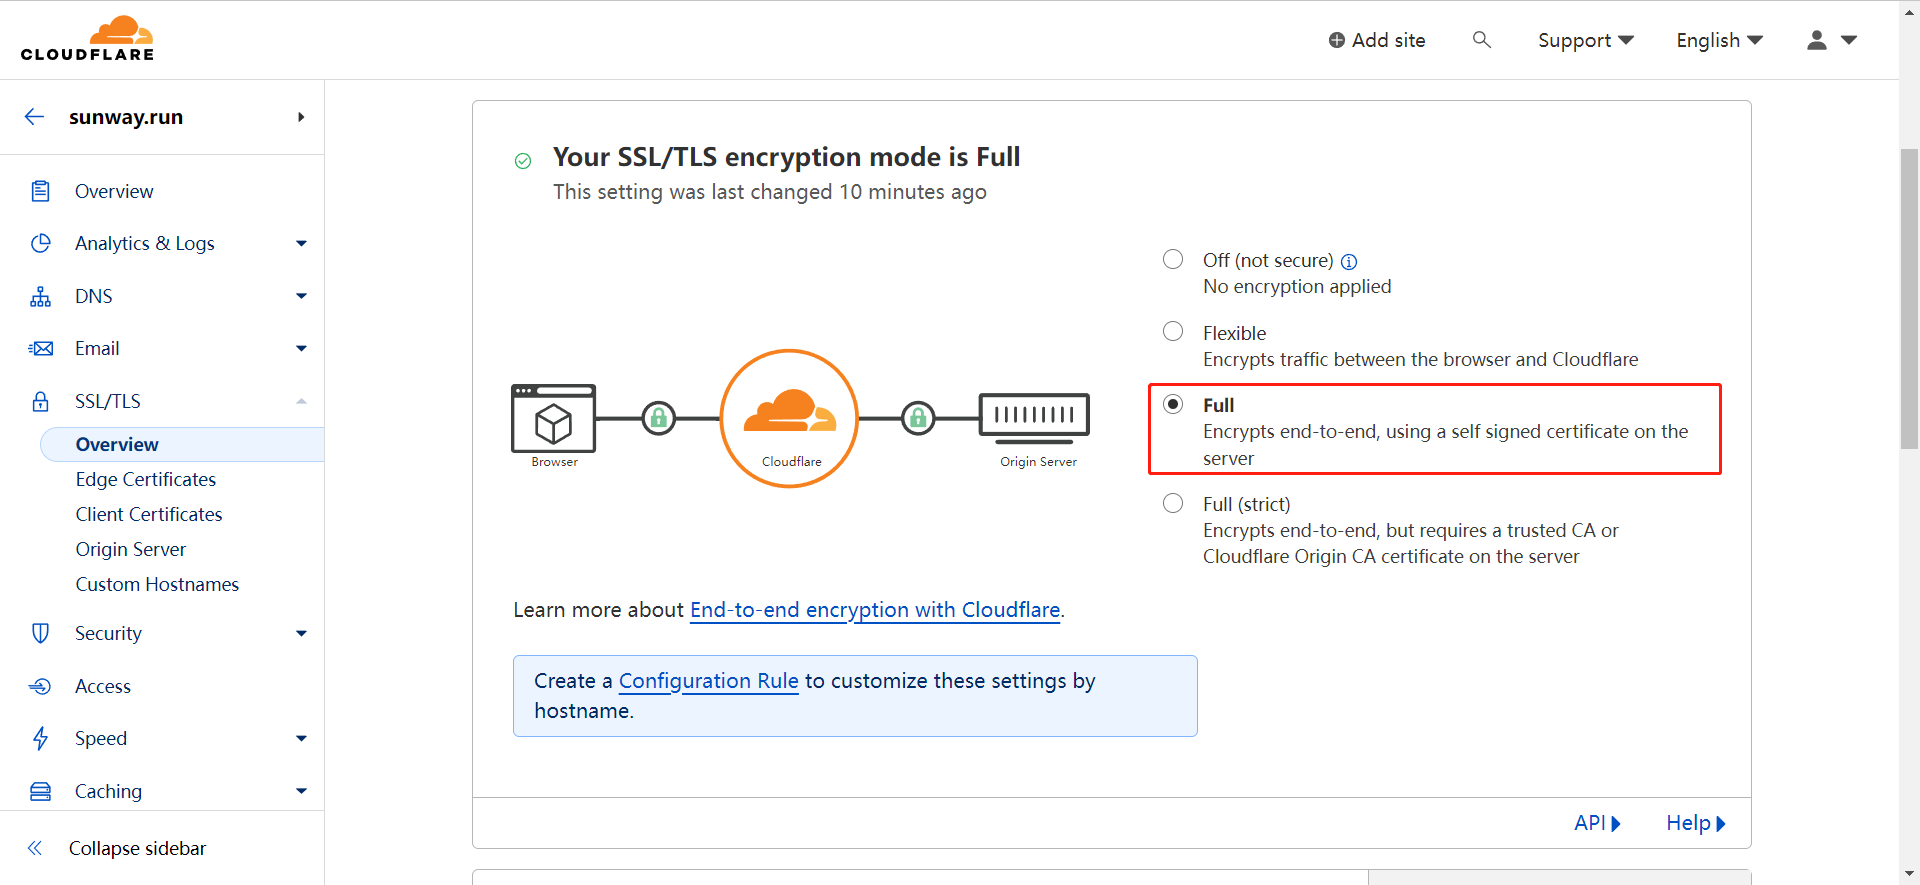 CLOUDFLARE
Add site
Support
English
sunway.run
Overview
Analytics & Logs
DNS
Email
SSL/TLS
Overview
Edge Certificates
Client Certificates
Origin Server
Custom Hostnames
Security
Access
Speed
Caching
Collapse sidebar
Your SSL/TLS encryption mode is Full
This setting was last changed 10 minutes ago
Browser
Cloudflare
Origin Server
Off (not secure)
No encryption applied
Flexible
Encrypts traffic between the browser and Cloudflare
Full
Encrypts end-to-end, using a self signed certificate on the
server
Full (strict)
Encrypts end-to-end, but requires a trusted CA or
Cloudflare Origin CA certificate on the server
Learn more about End-to-end encryption with Cloudflare.
Create a Configuration Rule to customize these settings by
hostname.
API
Help